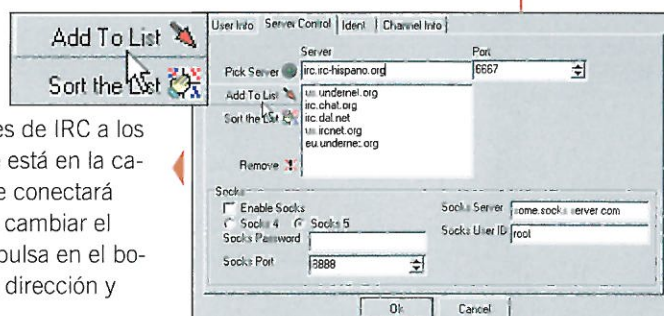 Add To List
Sort the List
es de IRC a los
está en la ca-
e conectará
cambiar el
pulsa en el bo-
dirección y
User Info Server Control Ident Channel Info
Server Port
Pick Server irc.irc-hispano.org 6667
Add To List us.undernet.org
irc.chat.org
Sort the List irc.dal.net
us.ircnet.org
eu.undernet.org
Remove
Socks
Enable Socks Socks Server some.socks.server.com
Socks 4 Socks 5
Socks Password Socks User ID root
Socks Port 8888
Ok Cancel